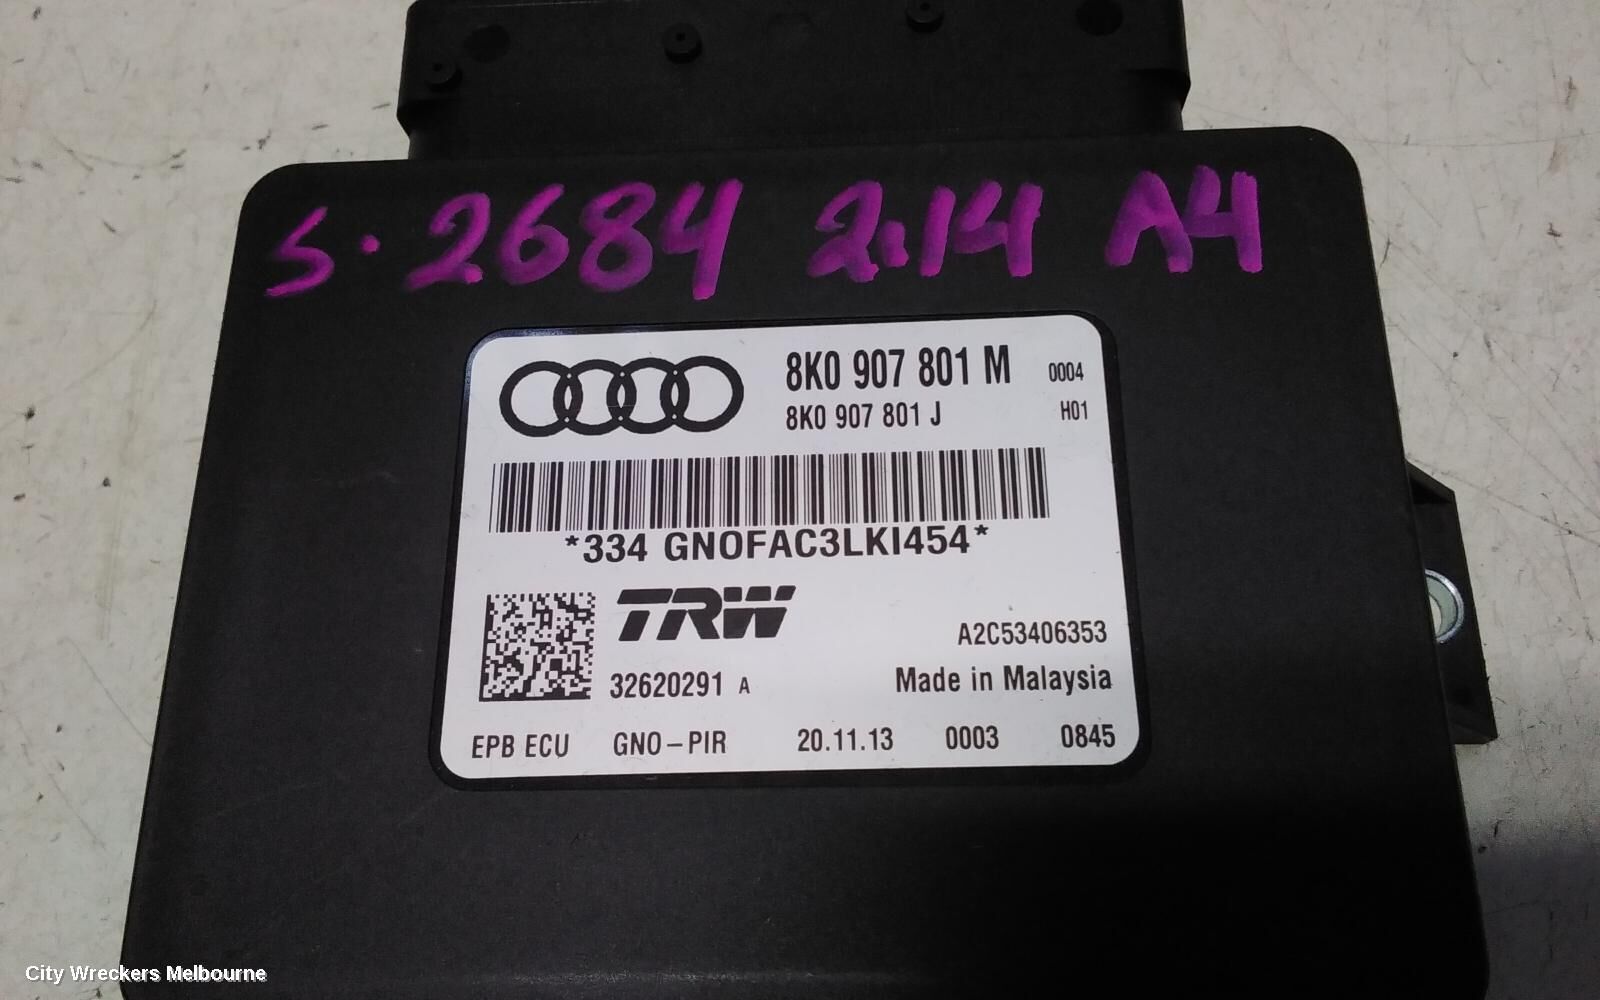 S.2684 2.14 A4
8K0 907 801 M 0004
8K0 907 801 J H01
*334 GNOFAC3LKI454*
TRW
A2C53406353
32620291 A Made in Malaysia
EPB ECU GNO-PIR 20.11.13 0003 0845
City Wreckers Melbourne